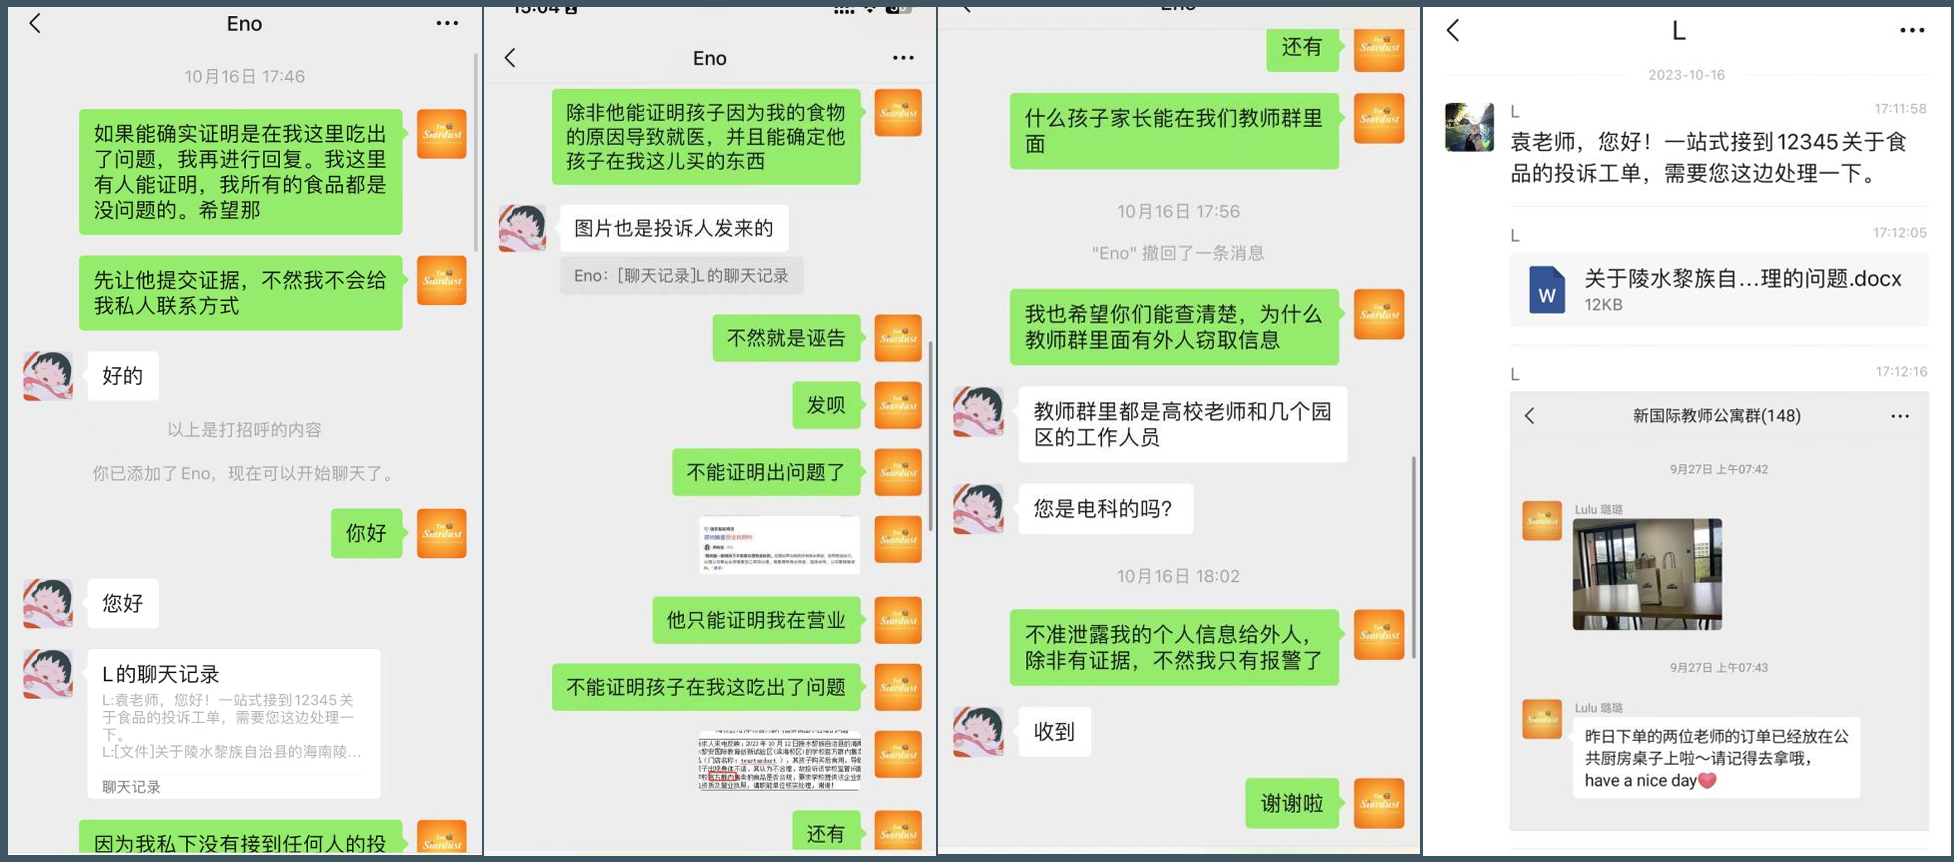 Eno
10月16日 17:46
如果能确实证明是在我这里吃出
了问题，我再进行回复。我这里
有人能证明，我所有的食品都是
没问题的。希望那
先让他提交证据，不然我不会给
我私人联系方式
好的
以上是打招呼的内容
你已添加了Eno，现在可以开始聊天了。
你好
您好
L的聊天记录
L:袁老师，您好！一站式接到12345关
于食品的投诉工单，需要您这边处理一
下。
L:[文件]关于陵水黎族自治县的海南陵...
聊天记录
因为我私下没有接到任何人的投
15:04
Eno
除非他能证明孩子因为我的食物
的原因导致就医，并且能确定他
孩子在我这儿买的东西
图片也是投诉人发来的
Eno：[聊天记录]L的聊天记录
不然就是诬告
发呗
不能证明出问题了
他只能证明我在营业
不能证明孩子在我这吃出了问题
还有
Eno
还有
什么孩子家长能在我们教师群里
面
10月16日 17:56
"Eno" 撤回了一条消息
我也希望你们能查清楚，为什么
教师群里面有外人窃取信息
教师群里都是高校老师和几个园
区的工作人员
您是电科的吗?
10月16日 18:02
不准泄露我的个人信息给外人，
除非有证据，不然我只有报警了
收到
谢谢啦
L
2023-10-16
L
17:11:58
袁老师，您好！一站式接到12345关于食
品的投诉工单，需要您这边处理一下。
L
17:12:05
关于陵水黎族自...理的问题.docx
12KB
L
17:12:16
新国际教师公寓群(148)
9月27日 上午07:42
Lulu 璐璐
9月27日 上午07:43
Lulu 璐璐
昨日下单的两位老师的订单已经放在公
共厨房桌子上啦～请记得去拿哦，
have a nice day